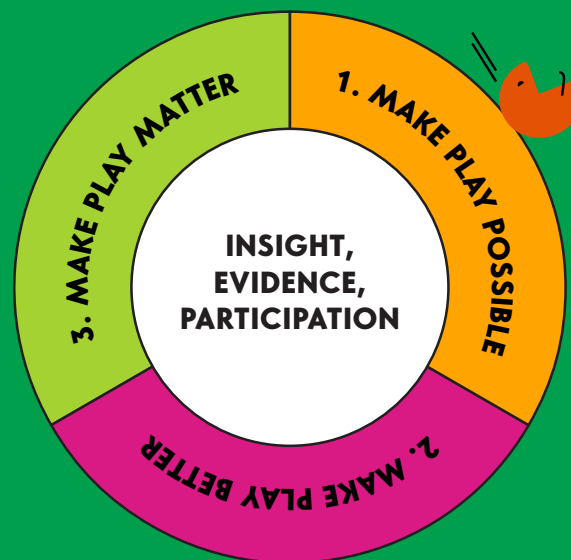 1. MAKE PLAY POSSIBLE
2. MAKE PLAY BETTER
3. MAKE PLAY MATTER
INSIGHT,
EVIDENCE,
PARTICIPATION